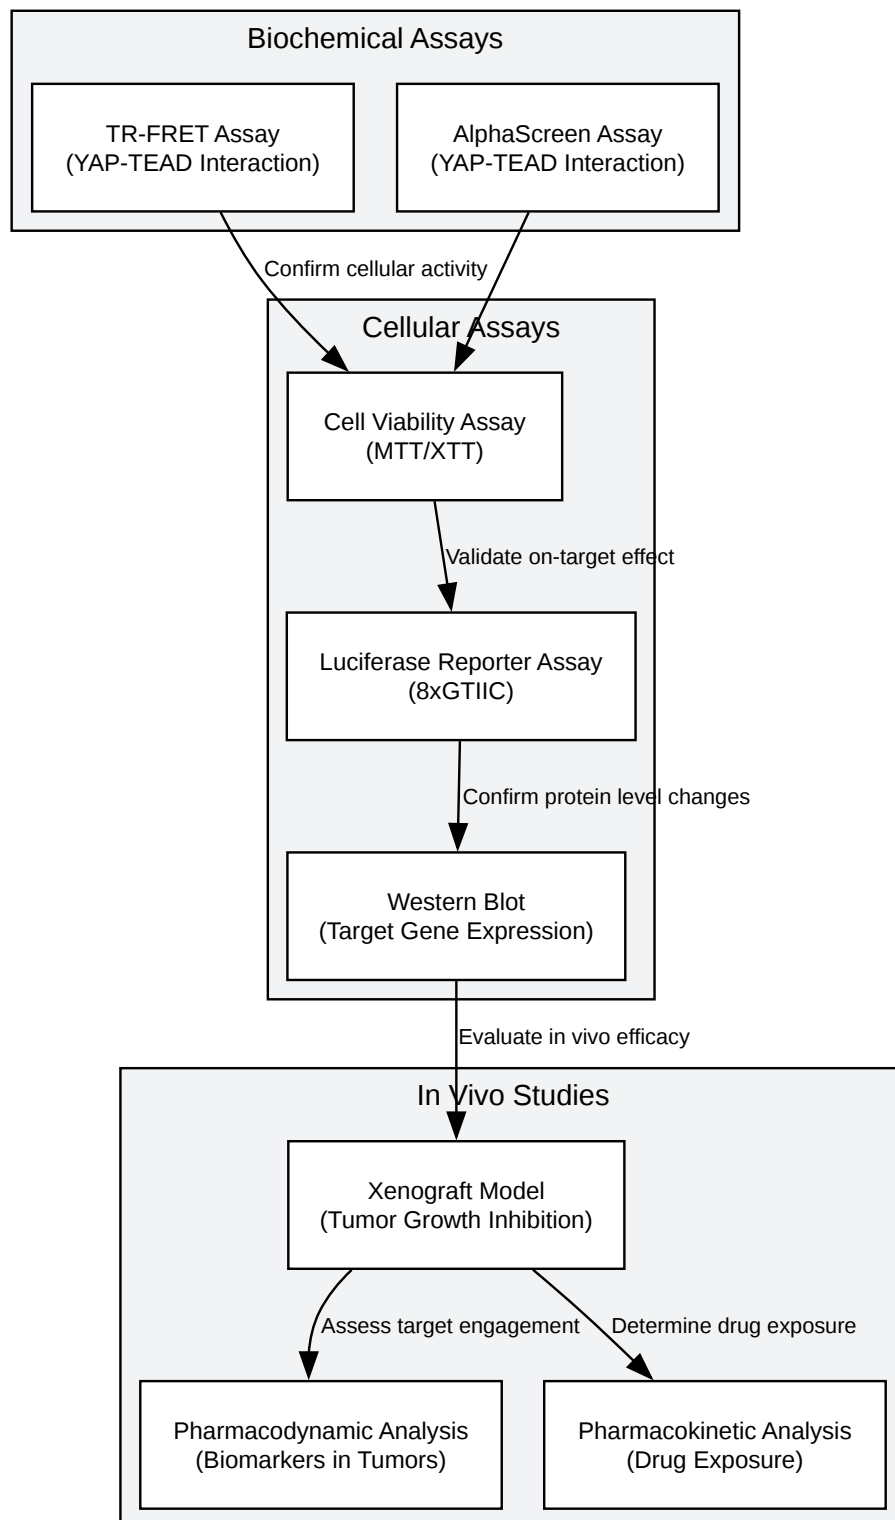 Biochemical Assays
TR-FRET Assay
(YAP-TEAD Interaction)
AlphaScreen Assay
(YAP-TEAD Interaction)
Confirm cellular activity
Cellular Assays
Cell Viability Assay
(MTT/XTT)
Validate on-target effect
Luciferase Reporter Assay
(8xGTIIC)
Confirm protein level changes
Western Blot
(Target Gene Expression)
Evaluate in vivo efficacy
In Vivo Studies
Xenograft Model
(Tumor Growth Inhibition)
Assess target engagement
Determine drug exposure
Pharmacodynamic Analysis
(Biomarkers in Tumors)
Pharmacokinetic Analysis
(Drug Exposure)